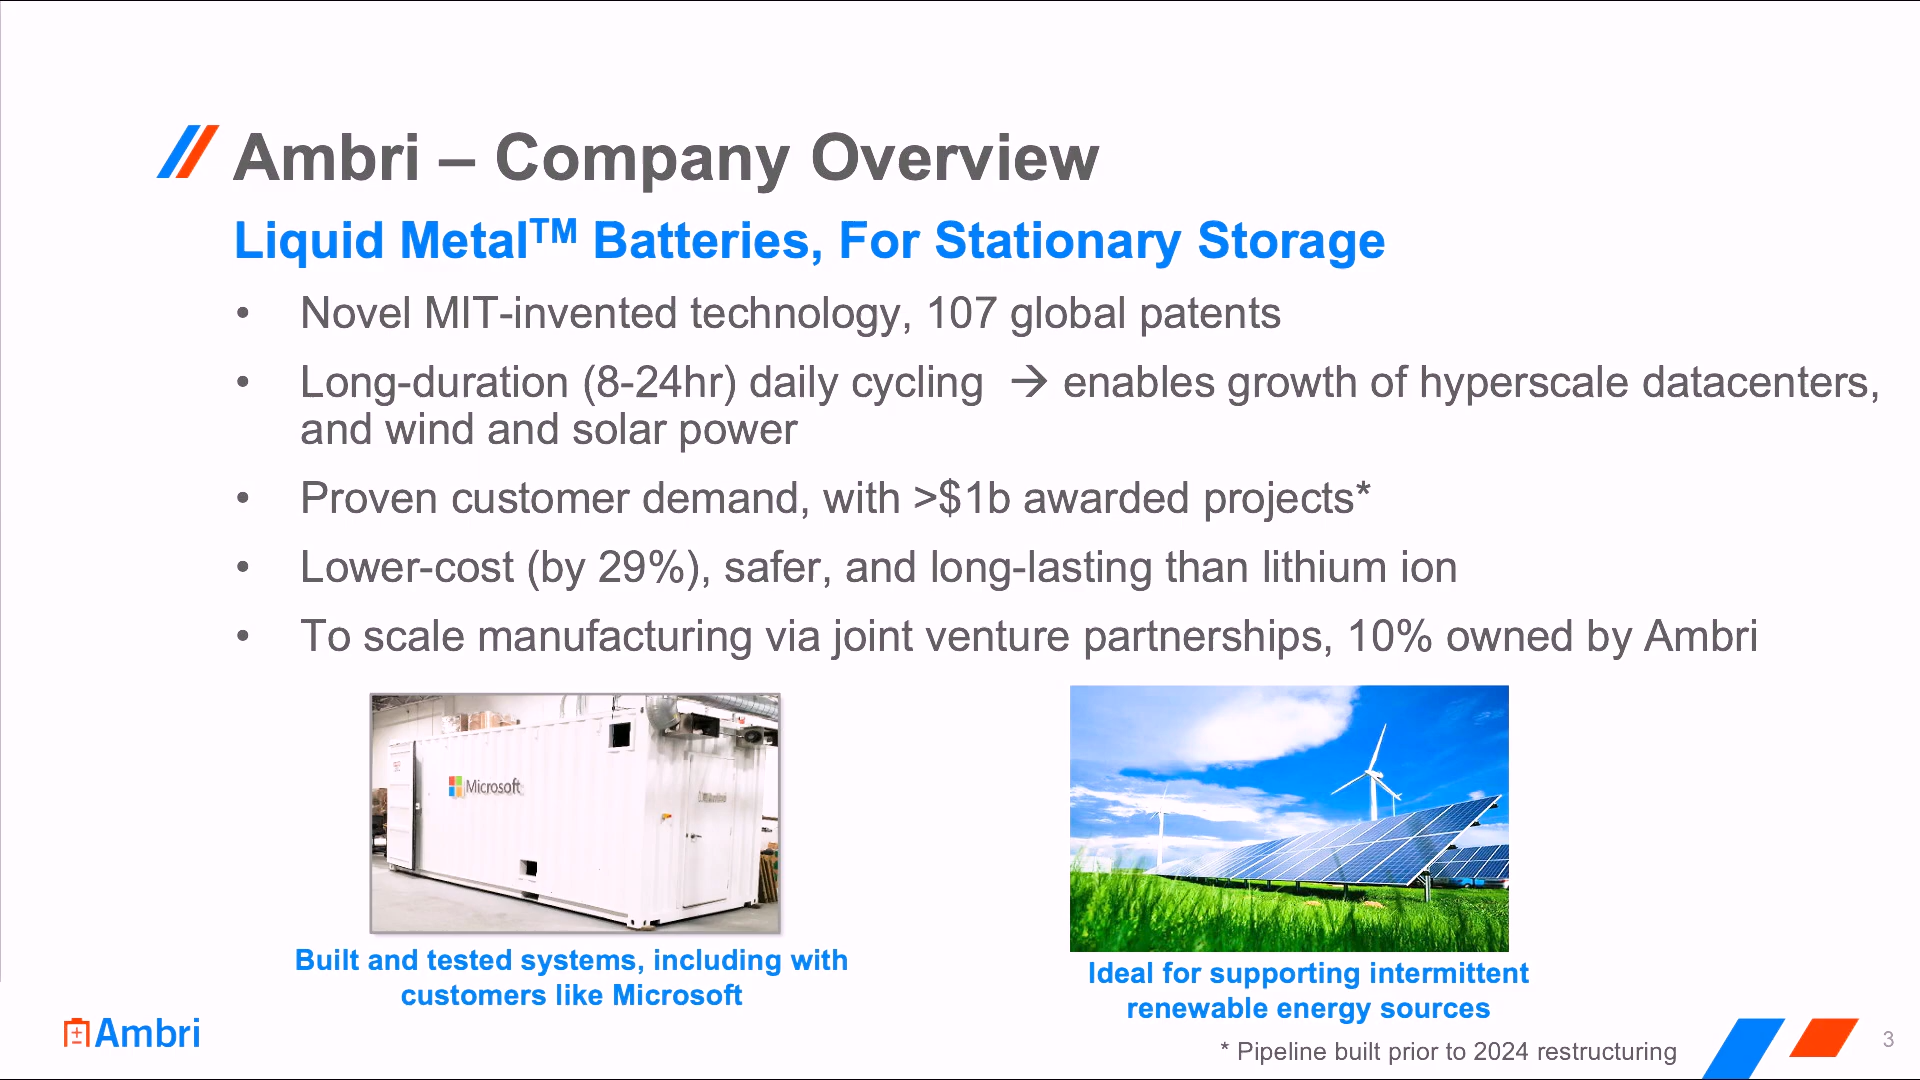 Ambri – Company Overview
Liquid Metal™ Batteries, For Stationary Storage
• Novel MIT-invented technology, 107 global patents
• Long-duration (8-24hr) daily cycling → enables growth of hyperscale datacenters,
and wind and solar power
• Proven customer demand, with >$1b awarded projects*
• Lower-cost (by 29%), safer, and long-lasting than lithium ion
• To scale manufacturing via joint venture partnerships, 10% owned by Ambri
Microsoft
Built and tested systems, including with
customers like Microsoft
Ideal for supporting intermittent
renewable energy sources
Ambri
* Pipeline built prior to 2024 restructuring
3